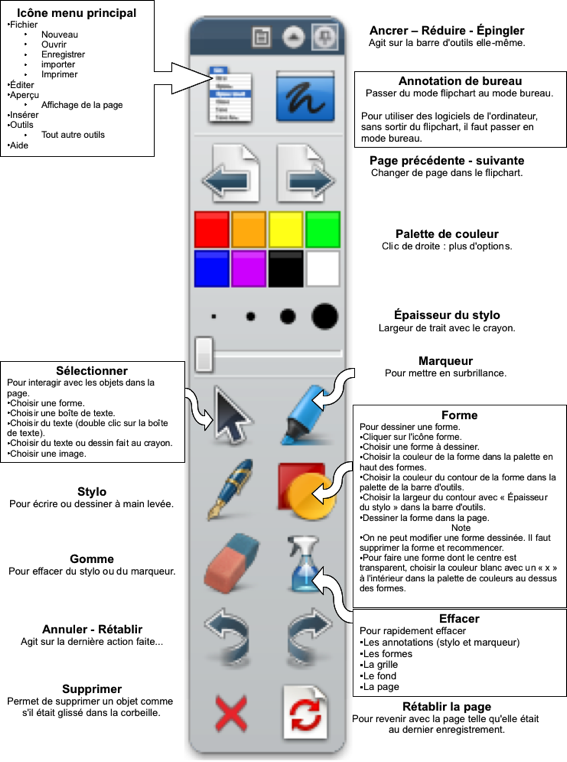 Icône menu principal
•Fichier
• Nouveau
• Ouvrir
• Enregistrer
• importer
• Imprimer
•Éditer
•Aperçu
• Affichage de la page
•Insérer
•Outils
• Tout autre outils
•Aide
Ancrer – Réduire - Épingler
Agit sur la barre d'outils elle-même.
Annotation de bureau
Passer du mode flipchart au mode bureau.
Pour utiliser des logiciels de l'ordinateur,
sans sortir du flipchart, il faut passer en
mode bureau.
Page précédente - suivante
Changer de page dans le flipchart.
Palette de couleur
Clic de droite : plus d'options.
Épaisseur du stylo
Largeur de trait avec le crayon.
Marqueur
Pour mettre en surbrillance.
Sélectionner
Pour interagir avec les objets dans la
page.
•Choisir une forme.
•Choisir une boîte de texte.
•Choisir du texte (double clic sur la boîte
de texte).
•Choisir du texte ou dessin fait au crayon.
•Choisir une image.
Forme
Pour dessiner une forme.
•Cliquer sur l'icône forme.
•Choisir une forme à dessiner.
•Choisir la couleur de la forme dans la palette en
haut des formes.
•Choisir la couleur du contour de la forme dans la
palette de la barre d'outils.
•Choisir la largeur du contour avec « Épaisseur
du stylo » dans la barre d'outils.
•Dessiner la forme dans la page.
Note
•On ne peut modifier une forme dessinée. Il faut
supprimer la forme et recommencer.
•Pour faire une forme dont le centre est
transparent, choisir la couleur blanc avec un « x »
à l'intérieur dans la palette de couleurs au dessus
des formes.
Stylo
Pour écrire ou dessiner à main levée.
Gomme
Pour effacer du stylo ou du marqueur.
Effacer
Pour rapidement effacer
•Les annotations (stylo et marqueur)
•Les formes
•La grille
•Le fond
•La page
Annuler - Rétablir
Agit sur la dernière action faite...
Supprimer
Permet de supprimer un objet comme
s'il était glissé dans la corbeille.
Rétablir la page
Pour revenir avec la page telle qu'elle était
au dernier enregistrement.